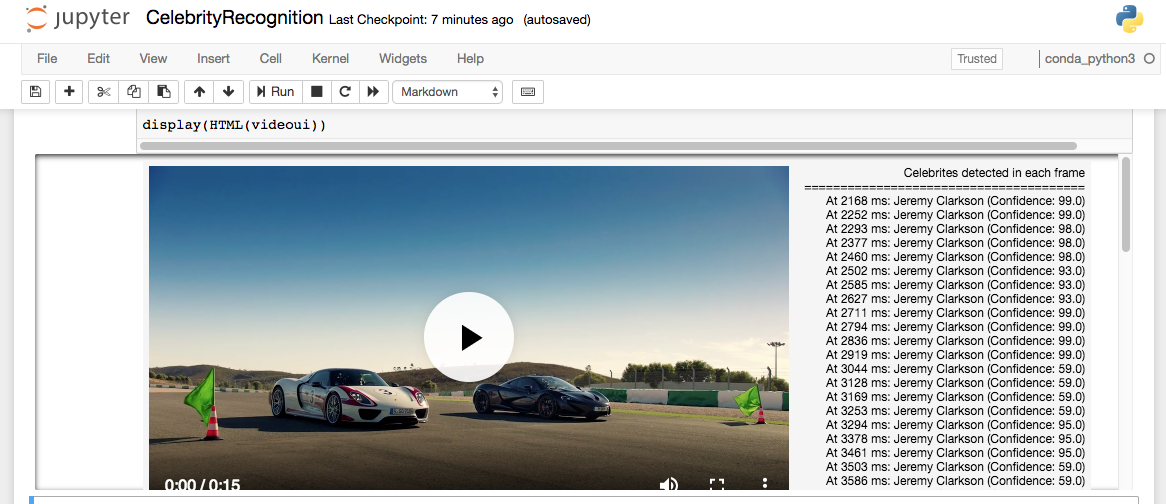 jupyter CelebrityRecognition Last Checkpoint: 7 minutes ago (autosaved)
File Edit View Insert Cell Kernel Widgets Help Trusted conda_python3
Run Markdown
display(HTML(videoui))
Celebrites detected in each frame
=======================================
At 2168 ms: Jeremy Clarkson (Confidence: 99.0)
At 2252 ms: Jeremy Clarkson (Confidence: 99.0)
At 2293 ms: Jeremy Clarkson (Confidence: 98.0)
At 2377 ms: Jeremy Clarkson (Confidence: 98.0)
At 2460 ms: Jeremy Clarkson (Confidence: 98.0)
At 2502 ms: Jeremy Clarkson (Confidence: 93.0)
At 2585 ms: Jeremy Clarkson (Confidence: 93.0)
At 2627 ms: Jeremy Clarkson (Confidence: 93.0)
At 2711 ms: Jeremy Clarkson (Confidence: 99.0)
At 2794 ms: Jeremy Clarkson (Confidence: 99.0)
At 2836 ms: Jeremy Clarkson (Confidence: 99.0)
At 2919 ms: Jeremy Clarkson (Confidence: 99.0)
At 3044 ms: Jeremy Clarkson (Confidence: 59.0)
At 3128 ms: Jeremy Clarkson (Confidence: 59.0)
At 3169 ms: Jeremy Clarkson (Confidence: 59.0)
At 3253 ms: Jeremy Clarkson (Confidence: 59.0)
At 3294 ms: Jeremy Clarkson (Confidence: 95.0)
At 3378 ms: Jeremy Clarkson (Confidence: 95.0)
At 3461 ms: Jeremy Clarkson (Confidence: 95.0)
At 3503 ms: Jeremy Clarkson (Confidence: 59.0)
At 3586 ms: Jeremy Clarkson (Confidence: 59.0)
0:00 / 0:15